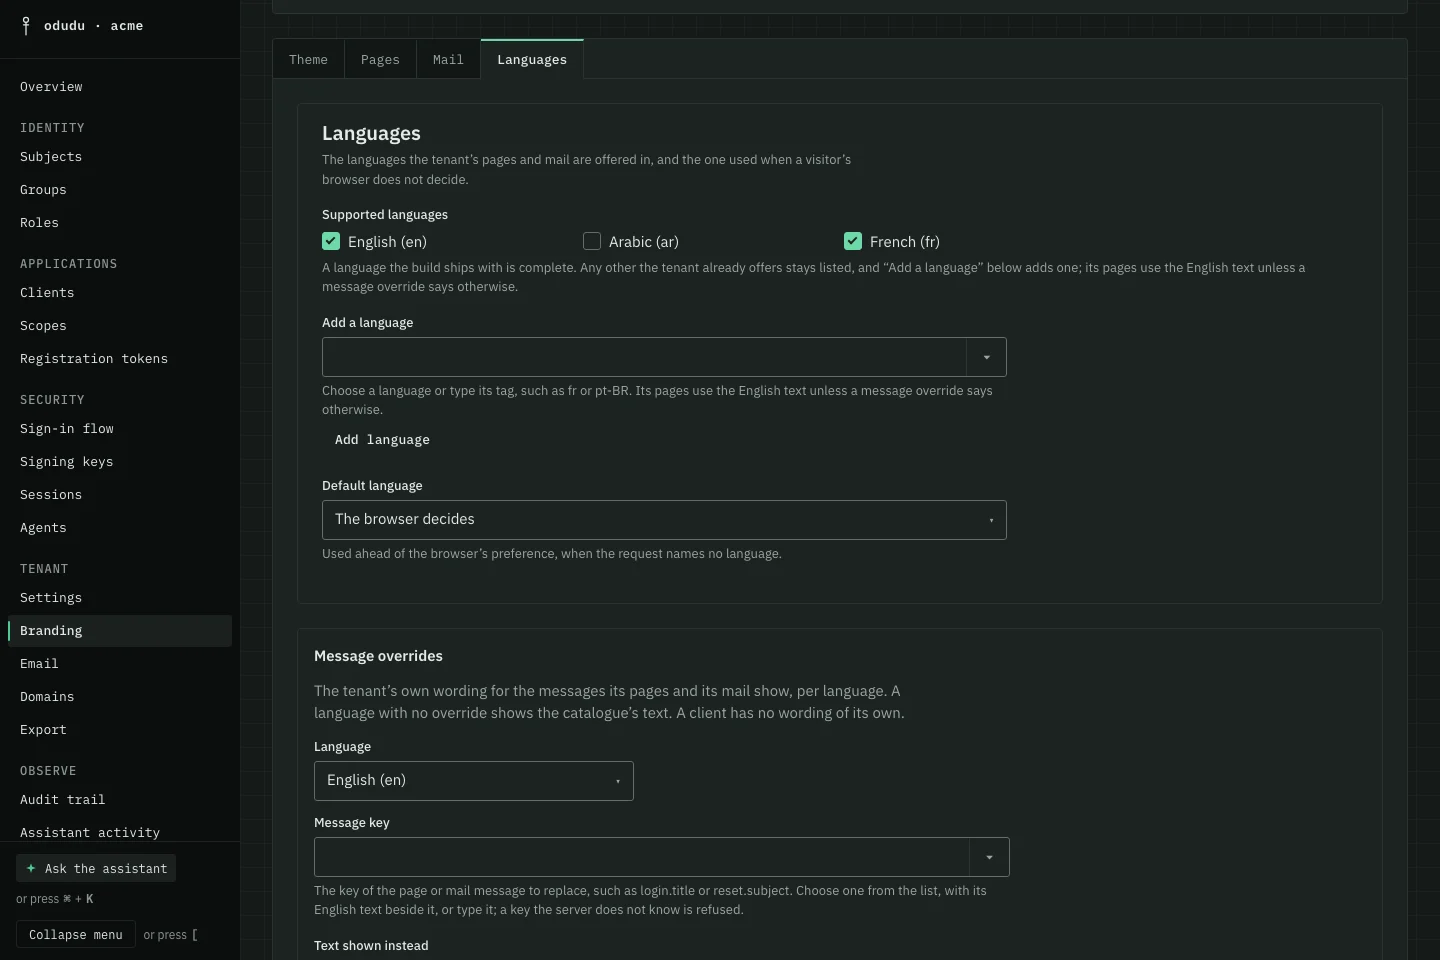 odudu · acme
Overview
IDENTITY
Subjects
Groups
Roles
APPLICATIONS
Clients
Scopes
Registration tokens
SECURITY
Sign-in flow
Signing keys
Sessions
Agents
TENANT
Settings
Branding
Email
Domains
Export
OBSERVE
Audit trail
Assistant activity
Ask the assistant
or press ⌘ + K
Collapse menu or press [
Theme Pages Mail Languages
Languages
The languages the tenant’s pages and mail are offered in, and the one used when a visitor’s
browser does not decide.
Supported languages
English (en) Arabic (ar) French (fr)
A language the build ships with is complete. Any other the tenant already offers stays listed, and “Add a language” below adds one; its pages use the English text unless a
message override says otherwise.
Add a language
Choose a language or type its tag, such as fr or pt-BR. Its pages use the English text unless a message override says
otherwise.
Add language
Default language
The browser decides
Used ahead of the browser’s preference, when the request names no language.
Message overrides
The tenant’s own wording for the messages its pages and its mail show, per language. A
language with no override shows the catalogue’s text. A client has no wording of its own.
Language
English (en)
Message key
The key of the page or mail message to replace, such as login.title or reset.subject. Choose one from the list, with its
English text beside it, or type it; a key the server does not know is refused.
Text shown instead